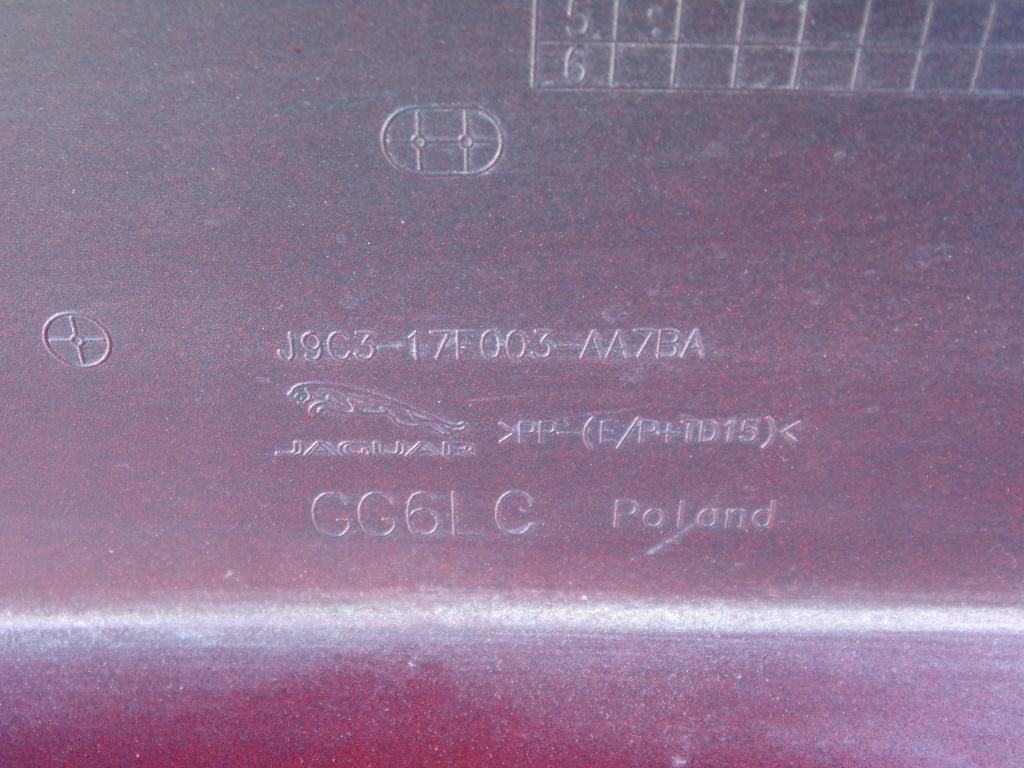 5
6
J9C3-17F003-AA7BA
JAGUAR >PP-(E/P+TD15)<
GG6LC Poland